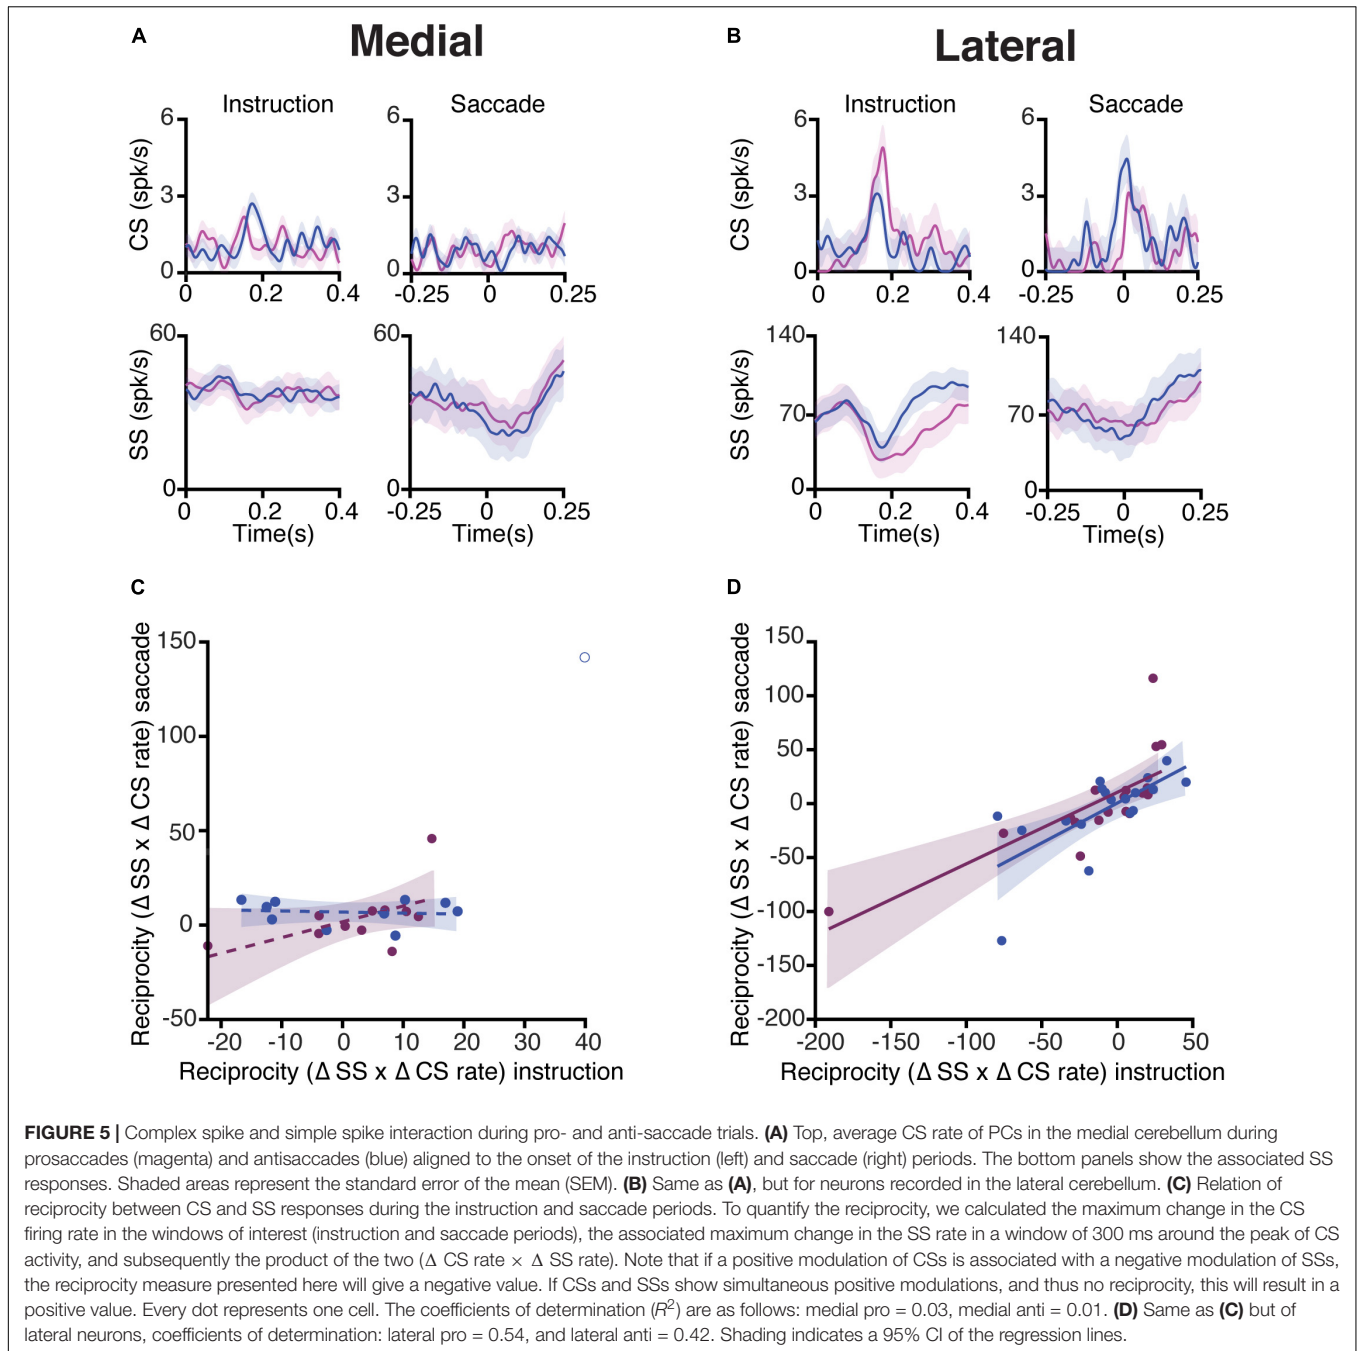 A
Medial
B
Lateral
Instruction
Saccade
Instruction
Saccade
CS (spk/s)
6
3
0
0
0.2
0.4
6
3
0
-0.25
0
0.25
CS (spk/s)
6
3
0
0
0.2
0.4
6
3
0
-0.25
0
0.25
SS (spk/s)
60
0
0
0.2
0.4
Time(s)
60
0
-0.25
0
0.25
Time(s)
SS (spk/s)
140
70
0
0
0.2
0.4
Time(s)
140
70
0
-0.25
0
0.25
Time(s)
C
Reciprocity (Δ SS x Δ CS rate) saccade
150
100
50
0
-50
-20
-10
0
10
20
30
40
Reciprocity (Δ SS x Δ CS rate) instruction
D
Reciprocity (Δ SS x Δ CS rate) saccade
150
100
50
0
-50
-100
-150
-200
-200
-150
-100
-50
0
50
Reciprocity (Δ SS x Δ CS rate) instruction
FIGURE 5 | Complex spike and simple spike interaction during pro- and anti-saccade trials. (A) Top, average CS rate of PCs in the medial cerebellum during
prosaccades (magenta) and antisaccades (blue) aligned to the onset of the instruction (left) and saccade (right) periods. The bottom panels show the associated SS
responses. Shaded areas represent the standard error of the mean (SEM). (B) Same as (A), but for neurons recorded in the lateral cerebellum. (C) Relation of
reciprocity between CS and SS responses during the instruction and saccade periods. To quantify the reciprocity, we calculated the maximum change in the CS
firing rate in the windows of interest (instruction and saccade periods), the associated maximum change in the SS rate in a window of 300 ms around the peak of CS
activity, and subsequently the product of the two (Δ CS rate × Δ SS rate). Note that if a positive modulation of CSs is associated with a negative modulation of SSs,
the reciprocity measure presented here will give a negative value. If CSs and SSs show simultaneous positive modulations, and thus no reciprocity, this will result in a
positive value. Every dot represents one cell. The coefficients of determination (R²) are as follows: medial pro = 0.03, medial anti = 0.01. (D) Same as (C) but of
lateral neurons, coefficients of determination: lateral pro = 0.54, and lateral anti = 0.42. Shading indicates a 95% CI of the regression lines.